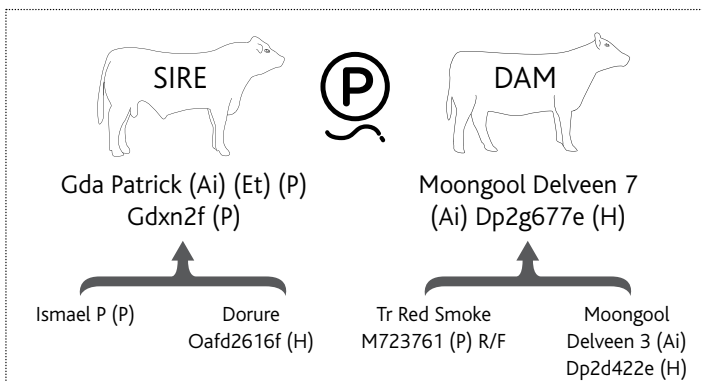 SIRE
P
DAM
Gda Patrick (Ai) (Et) (P)
Gdxn2f (P)
Moongool Delveen 7
(Ai) Dp2g677e (H)
Ismael P (P)
Dorure
Oafd2616f (H)
Tr Red Smoke
M723761 (P) R/F
Moongool
Delveen 3 (Ai)
Dp2d422e (H)